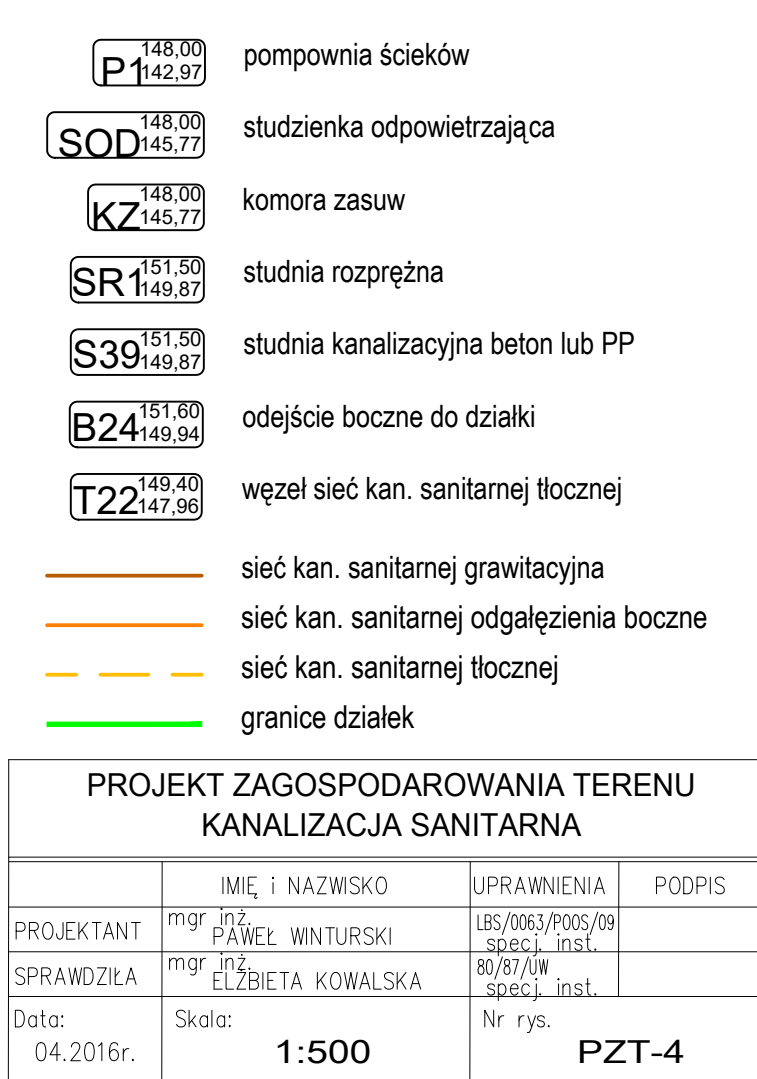 P1 148,00 142,97 pompownia ścieków
SOD 148,00 145,77 studzienka odpowietrzająca
KZ 148,00 145,77 komora zasuw
SR1 151,50 149,87 studnia rozprężna
S39 151,50 149,87 studnia kanalizacyjna beton lub PP
B24 151,60 149,94 odejście boczne do działki
T22 149,40 147,96 węzeł sieć kan. sanitarnej tłocznej
sieć kan. sanitarnej grawitacyjna
sieć kan. sanitarnej odgałęzienia boczne
sieć kan. sanitarnej tłocznej
granice działek
PROJEKT ZAGOSPODAROWANIA TERENU
KANALIZACJA SANITARNA
IMIĘ i NAZWISKO UPRAWNIENIA PODPIS
PROJEKTANT mgr inż. PAWEŁ WINTURSKI LBS/0063/POOS/09 specj. inst.
SPRAWDZIŁA mgr inż. ELŻBIETA KOWALSKA 80/87/UW specj. inst.
Data: Skala: Nr rys.
04.2016r. 1:500 PZT-4